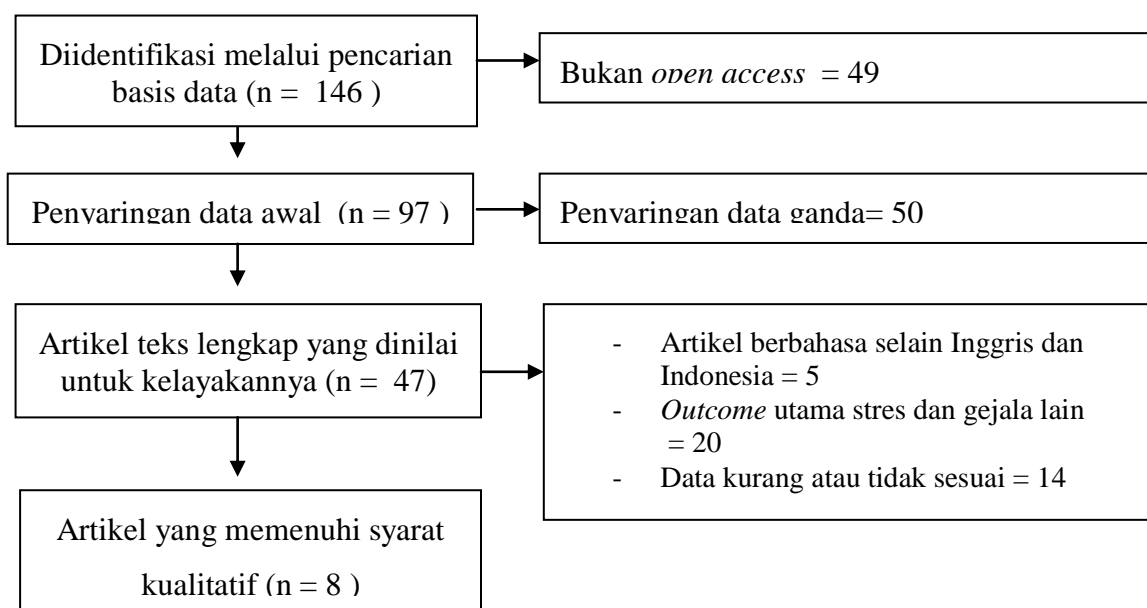 Diidentifikasi melalui pencarian
basis data (n =  146 )
Bukan open access  = 49
Penyaringan data awal  (n = 97 )
Penyaringan data ganda= 50
Artikel teks lengkap yang dinilai
untuk kelayakannya (n =  47)
- Artikel berbahasa selain Inggris dan
Indonesia = 5
- Outcome utama stres dan gejala lain
= 20
- Data kurang atau tidak sesuai = 14
Artikel yang memenuhi syarat
kualitatif (n = 8 )